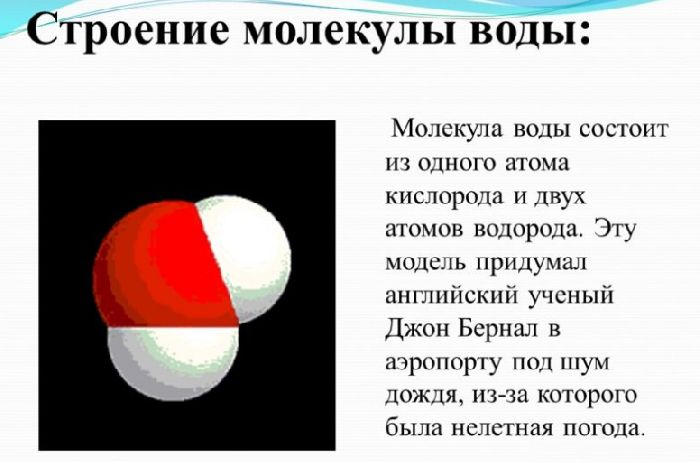 Строение молекулы воды:
Молекула воды состоит
из одного атома
кислорода и двух
атомов водорода. Эту
модель придумал
английский ученый
Джон Бернал в
аэропорту под шум
дождя, из-за которого
была нелетная погода.